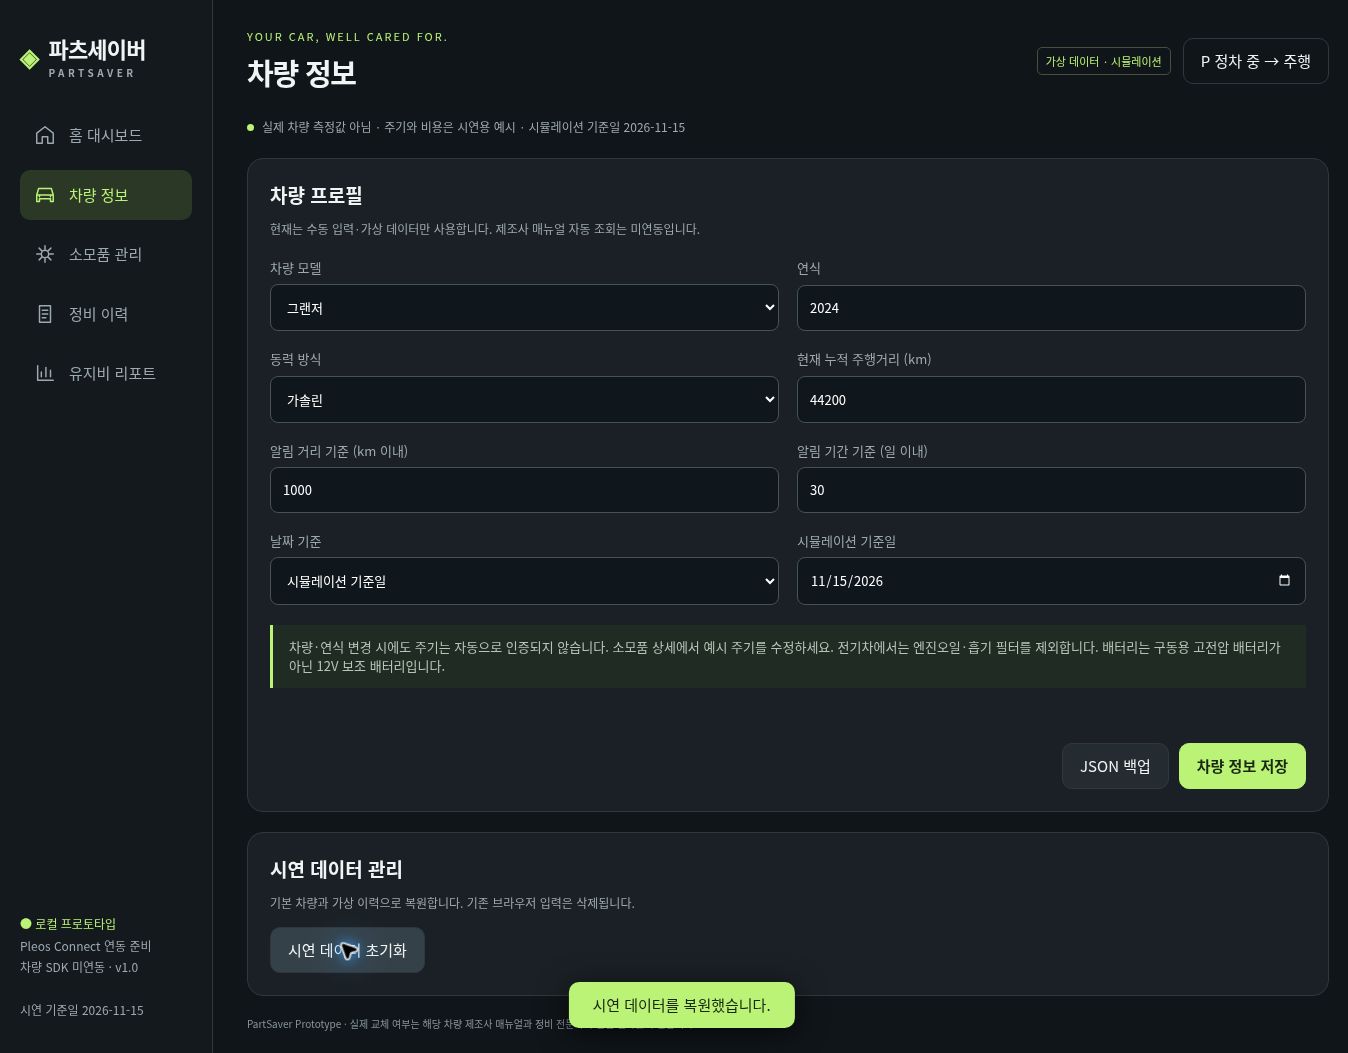 파츠세이버
PARTSAVER
홈 대시보드
차량 정보
소모품 관리
정비 이력
유지비 리포트
로컬 프로토타입
Pleos Connect 연동 준비
차량 SDK 미연동 · v1.0
시연 기준일 2026-11-15
YOUR CAR, WELL CARED FOR.
차량 정보
가상 데이터 · 시뮬레이션
P 정차 중 → 주행
실제 차량 측정값 아님 · 주기와 비용은 시연용 예시 · 시뮬레이션 기준일 2026-11-15
차량 프로필
현재는 수동 입력·가상 데이터만 사용합니다. 제조사 매뉴얼 자동 조회는 미연동입니다.
차량 모델
그랜저
연식
2024
동력 방식
가솔린
현재 누적 주행거리 (km)
44200
알림 거리 기준 (km 이내)
1000
알림 기간 기준 (일 이내)
30
날짜 기준
시뮬레이션 기준일
시뮬레이션 기준일
11/15/2026
차량·연식 변경 시에도 주기는 자동으로 인증되지 않습니다. 소모품 상세에서 예시 주기를 수정하세요. 전기차에서는 엔진오일·흡기 필터를 제외합니다. 배터리는 구동용 고전압 배터리가
아닌 12V 보조 배터리입니다.
JSON 백업
차량 정보 저장
시연 데이터 관리
기본 차량과 가상 이력으로 복원합니다. 기존 브라우저 입력은 삭제됩니다.
시연 데이터 초기화
시연 데이터를 복원했습니다.
PartSaver Prototype · 실제 교체 여부는 해당 차량 제조사 매뉴얼과 정비